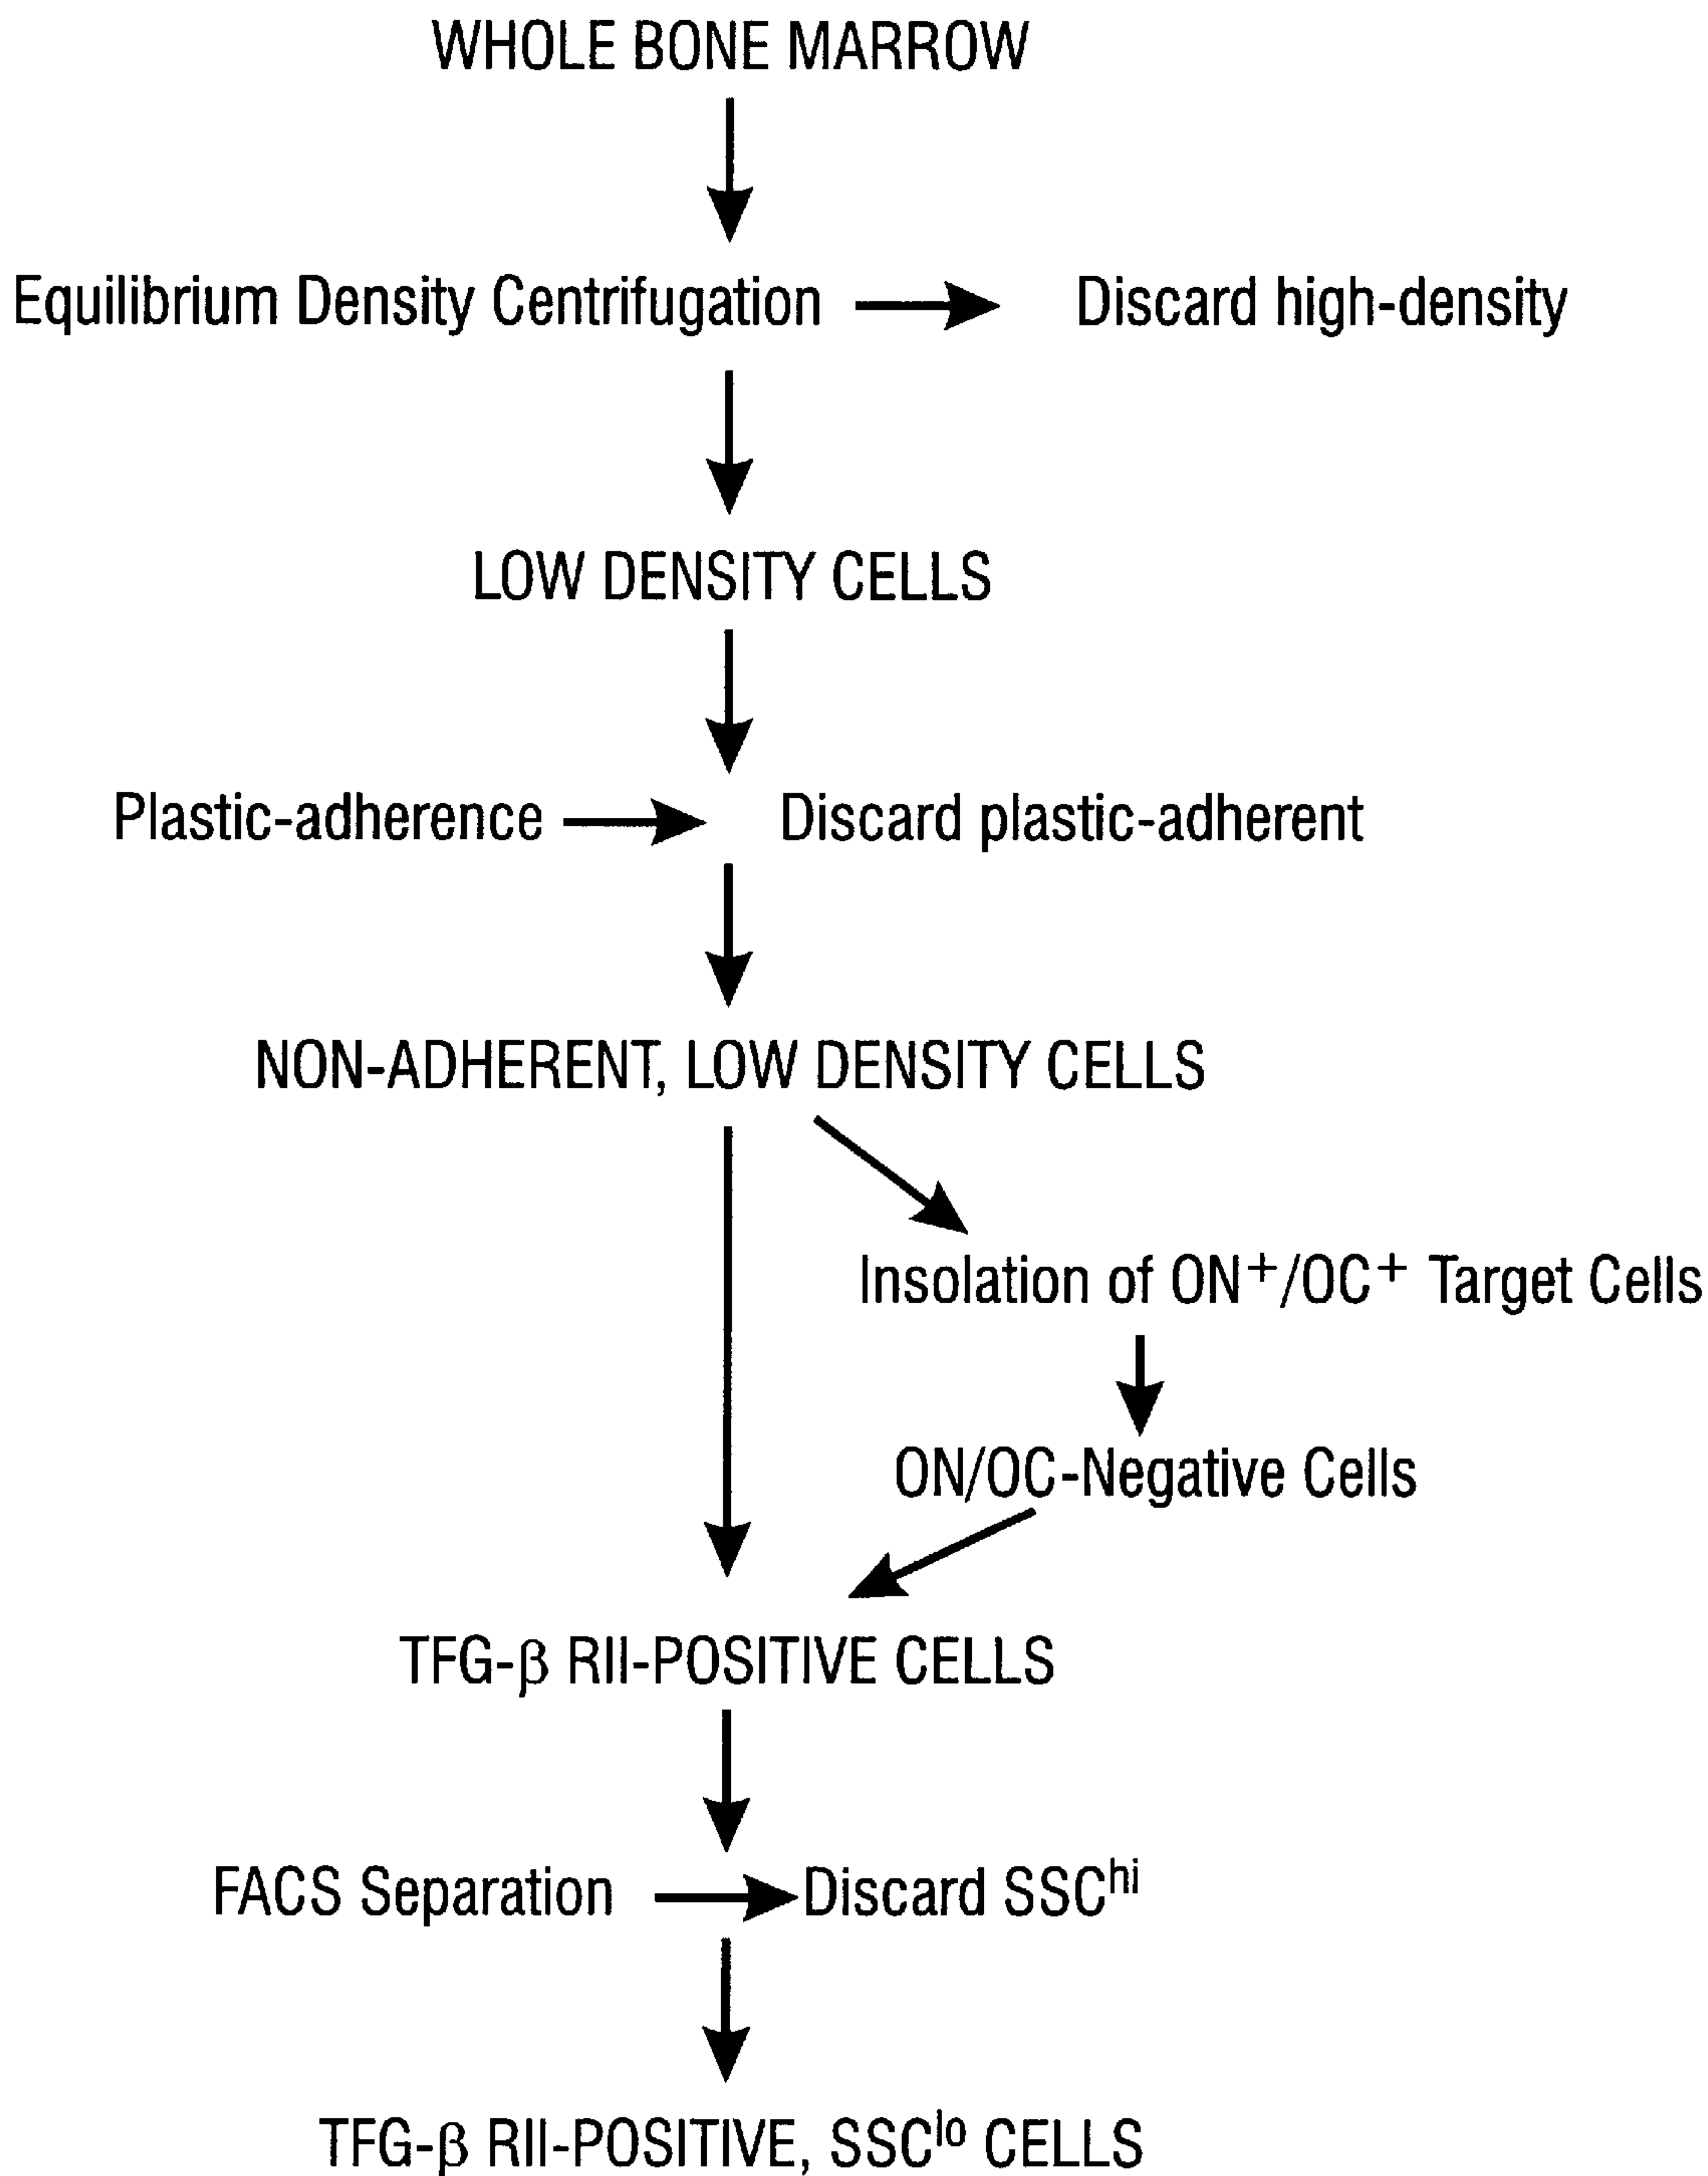 WHOLE BONE MARROW
Equilibrium Density Centrifugation
Discard high-density
LOW DENSITY CELLS
Plastic-adherence
Discard plastic-adherent
NON-ADHERENT, LOW DENSITY CELLS
Insolation of ON⁺/OC⁺ Target Cells
ON/OC-Negative Cells
TFG-β RII-POSITIVE CELLS
FACS Separation
Discard SSCʰⁱ
TFG-β RII-POSITIVE, SSCˡᵒ CELLS